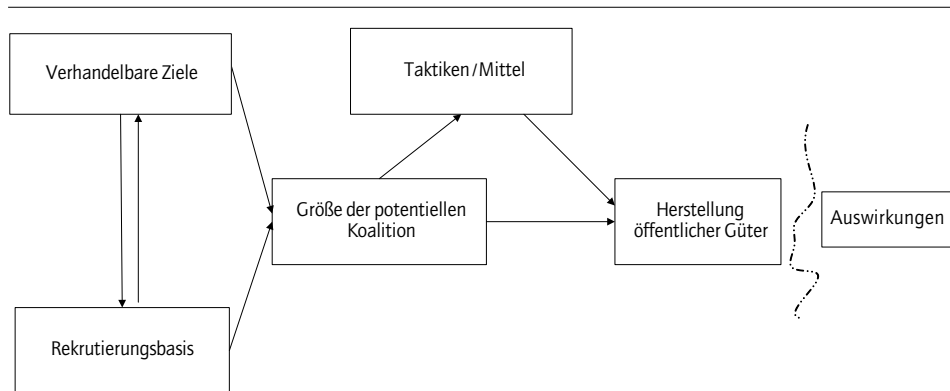 Verhandelbare Ziele
Taktiken/Mittel
Größe der potentiellen
Koalition
Herstellung
öffentlicher Güter
Auswirkungen
Rekrutierungsbasis